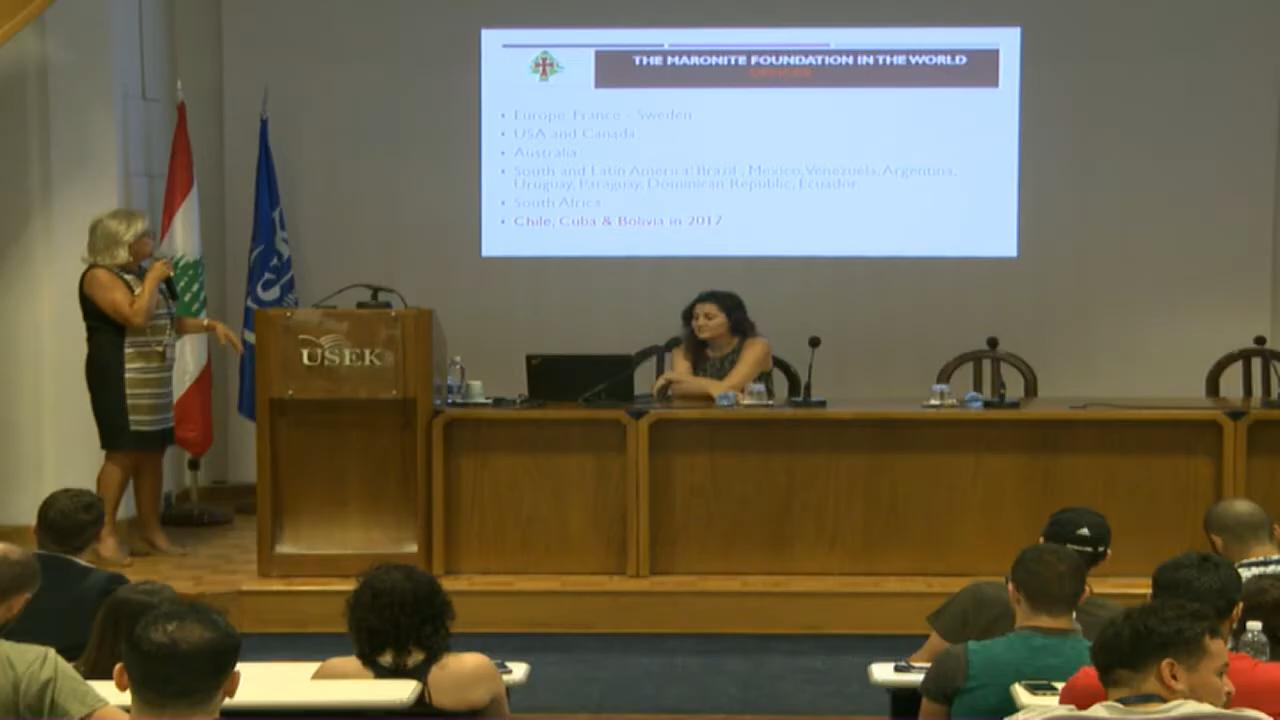 THE MARONITE FOUNDATION IN THE WORLD
OFFICES
• Europe: France – Sweden
• USA and Canada
• Australia
• South and Latin America: Brazil, Mexico, Venezuela, Argentina,
Uruguay, Paraguay, Dominican Republic, Ecuador
• South Africa
• Chile, Cuba & Bolivia in 2017
USEK